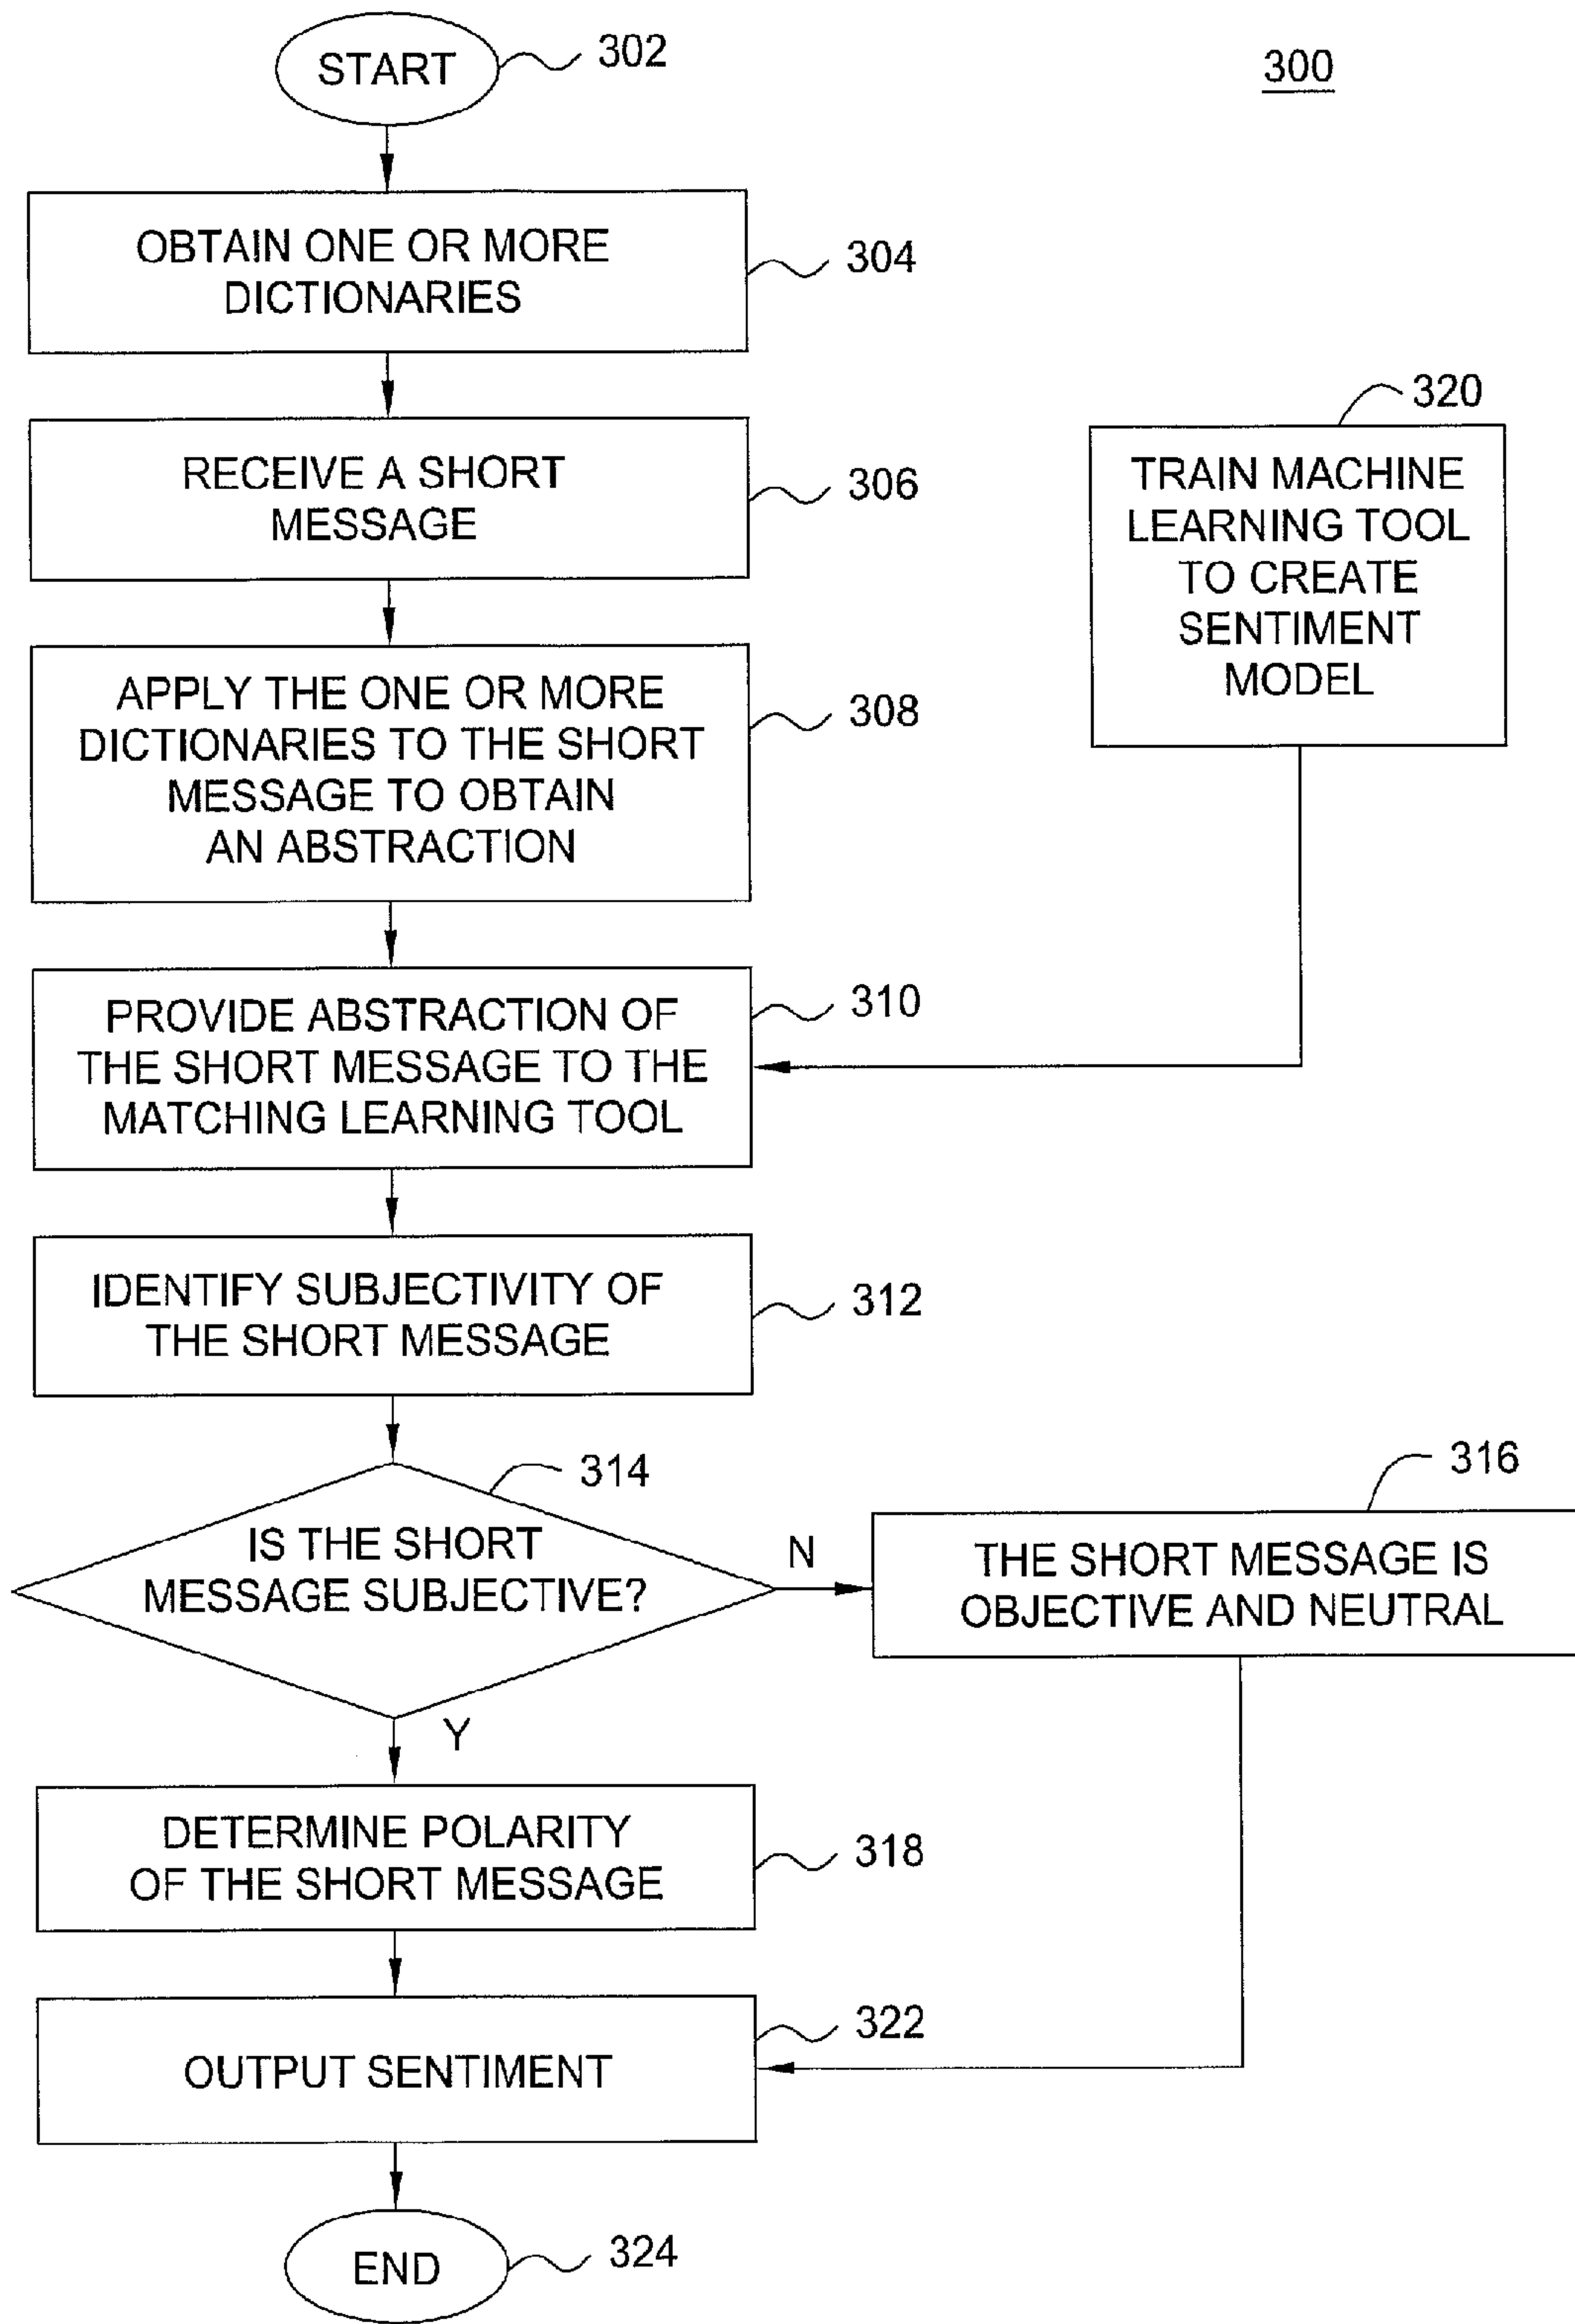 START
302
300
OBTAIN ONE OR MORE
DICTIONARIES
304
RECEIVE A SHORT
MESSAGE
306
320
TRAIN MACHINE
LEARNING TOOL
TO CREATE
SENTIMENT
MODEL
APPLY THE ONE OR MORE
DICTIONARIES TO THE SHORT
MESSAGE TO OBTAIN
AN ABSTRACTION
308
PROVIDE ABSTRACTION OF
THE SHORT MESSAGE TO THE
MATCHING LEARNING TOOL
310
IDENTIFY SUBJECTIVITY OF
THE SHORT MESSAGE
312
314
IS THE SHORT
MESSAGE SUBJECTIVE?
N
316
THE SHORT MESSAGE IS
OBJECTIVE AND NEUTRAL
Y
DETERMINE POLARITY
OF THE SHORT MESSAGE
318
OUTPUT SENTIMENT
322
END
324